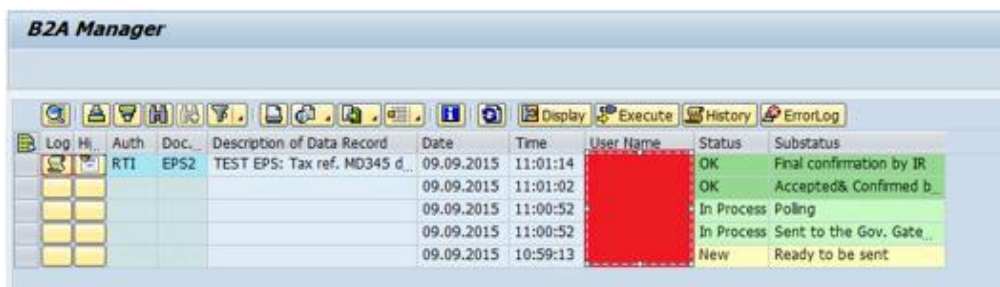 B2A Manager
Display Execute History ErrorLog
Log Hi... Auth Doc... Description of Data Record Date Time User Name Status Substatus
RTI EPS2 TEST EPS: Tax ref. MD345 d... 09.09.2015 11:01:14 OK Final confirmation by IR
09.09.2015 11:01:02 OK Accepted& Confirmed b...
09.09.2015 11:00:52 In Process Polling
09.09.2015 11:00:52 In Process Sent to the Gov. Gate...
09.09.2015 10:59:13 New Ready to be sent